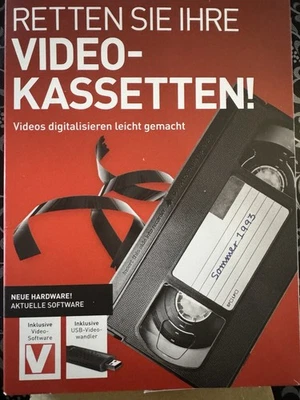 RETTEN SIE IHRE
VIDEO-
KASSETTEN!
Videos digitalisieren leicht gemacht
Sommer 1993
NEUE HARDWARE!
AKTUELLE SOFTWARE
Inklusive
Video-
Software
Inklusive
USB-Video-
wandler
V